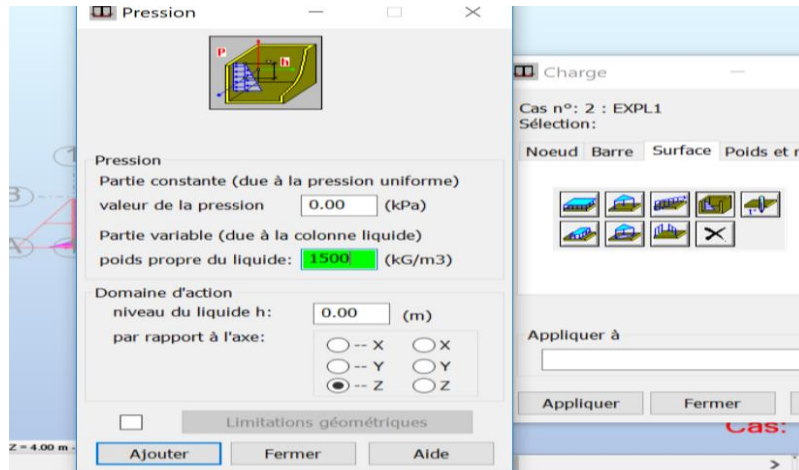 Pression
P
h
Pression
Partie constante (due à la pression uniforme)
valeur de la pression 0.00 (kPa)
Partie variable (due à la colonne liquide)
poids propre du liquide: 1500 (kG/m3)
Domaine d'action
niveau du liquide h: 0.00 (m)
par rapport à l'axe:
-- X X
-- Y Y
-- Z Z
Limitations géométriques
Ajouter Fermer Aide
Charge
Cas n°: 2 : EXPL1
Sélection:
Noeud Barre Surface Poids et
Appliquer à
Appliquer Fermer
Cas:
Z = 4.00 m -